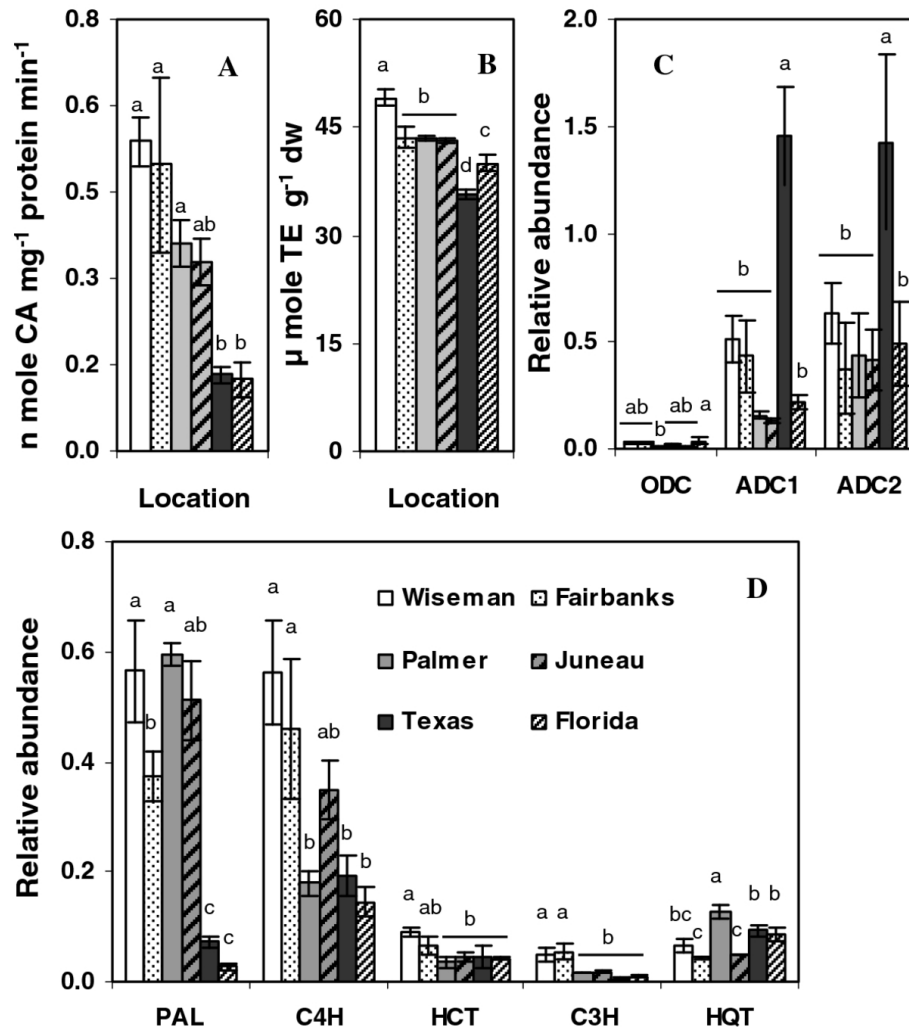 A
n mole CA mg⁻¹ protein min⁻¹
0.8
0.6
0.5
0.3
0.2
0.0
a
a
a
ab
b
b
Location
B
μ mole TE g⁻¹ dw
60
45
30
15
0
a
b
d
c
Location
C
Relative abundance
2.0
1.5
1.0
0.5
0.0
ab
b
ab
a
b
a
b
b
a
b
ODC ADC1 ADC2
D
Relative abundance
0.8
0.6
0.4
0.2
0.0
Wiseman Fairbanks
Palmer Juneau
Texas Florida
a
b
a
ab
c
c
a
a
b
ab
b
b
a
ab
b
a
a
b
bc
c
a
c
b
b
PAL C4H HCT C3H HQT